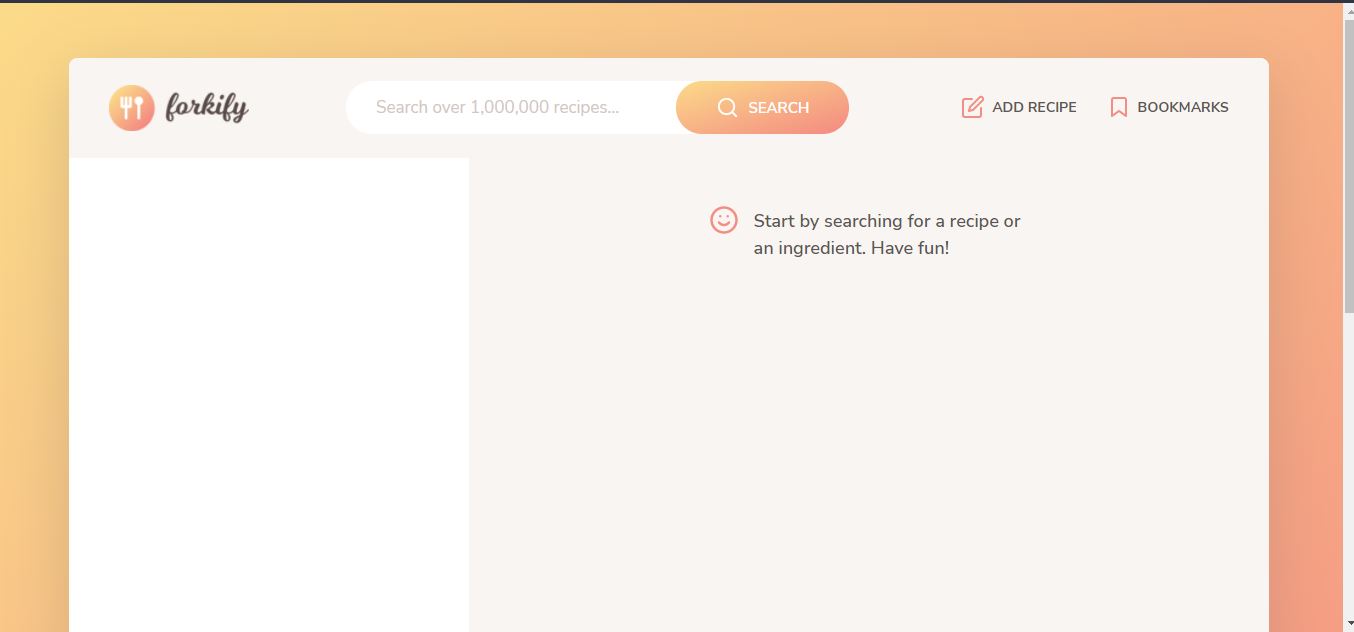 forkify
Search over 1,000,000 recipes...
SEARCH
ADD RECIPE
BOOKMARKS
Start by searching for a recipe or
an ingredient. Have fun!